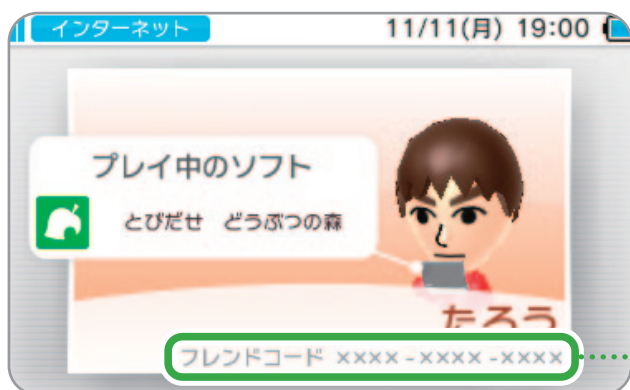 インターネット 11/11(月) 19:00
プレイ中のソフト
とびだせ どうぶつの森
たろう
フレンドコード ××××-××××-××××